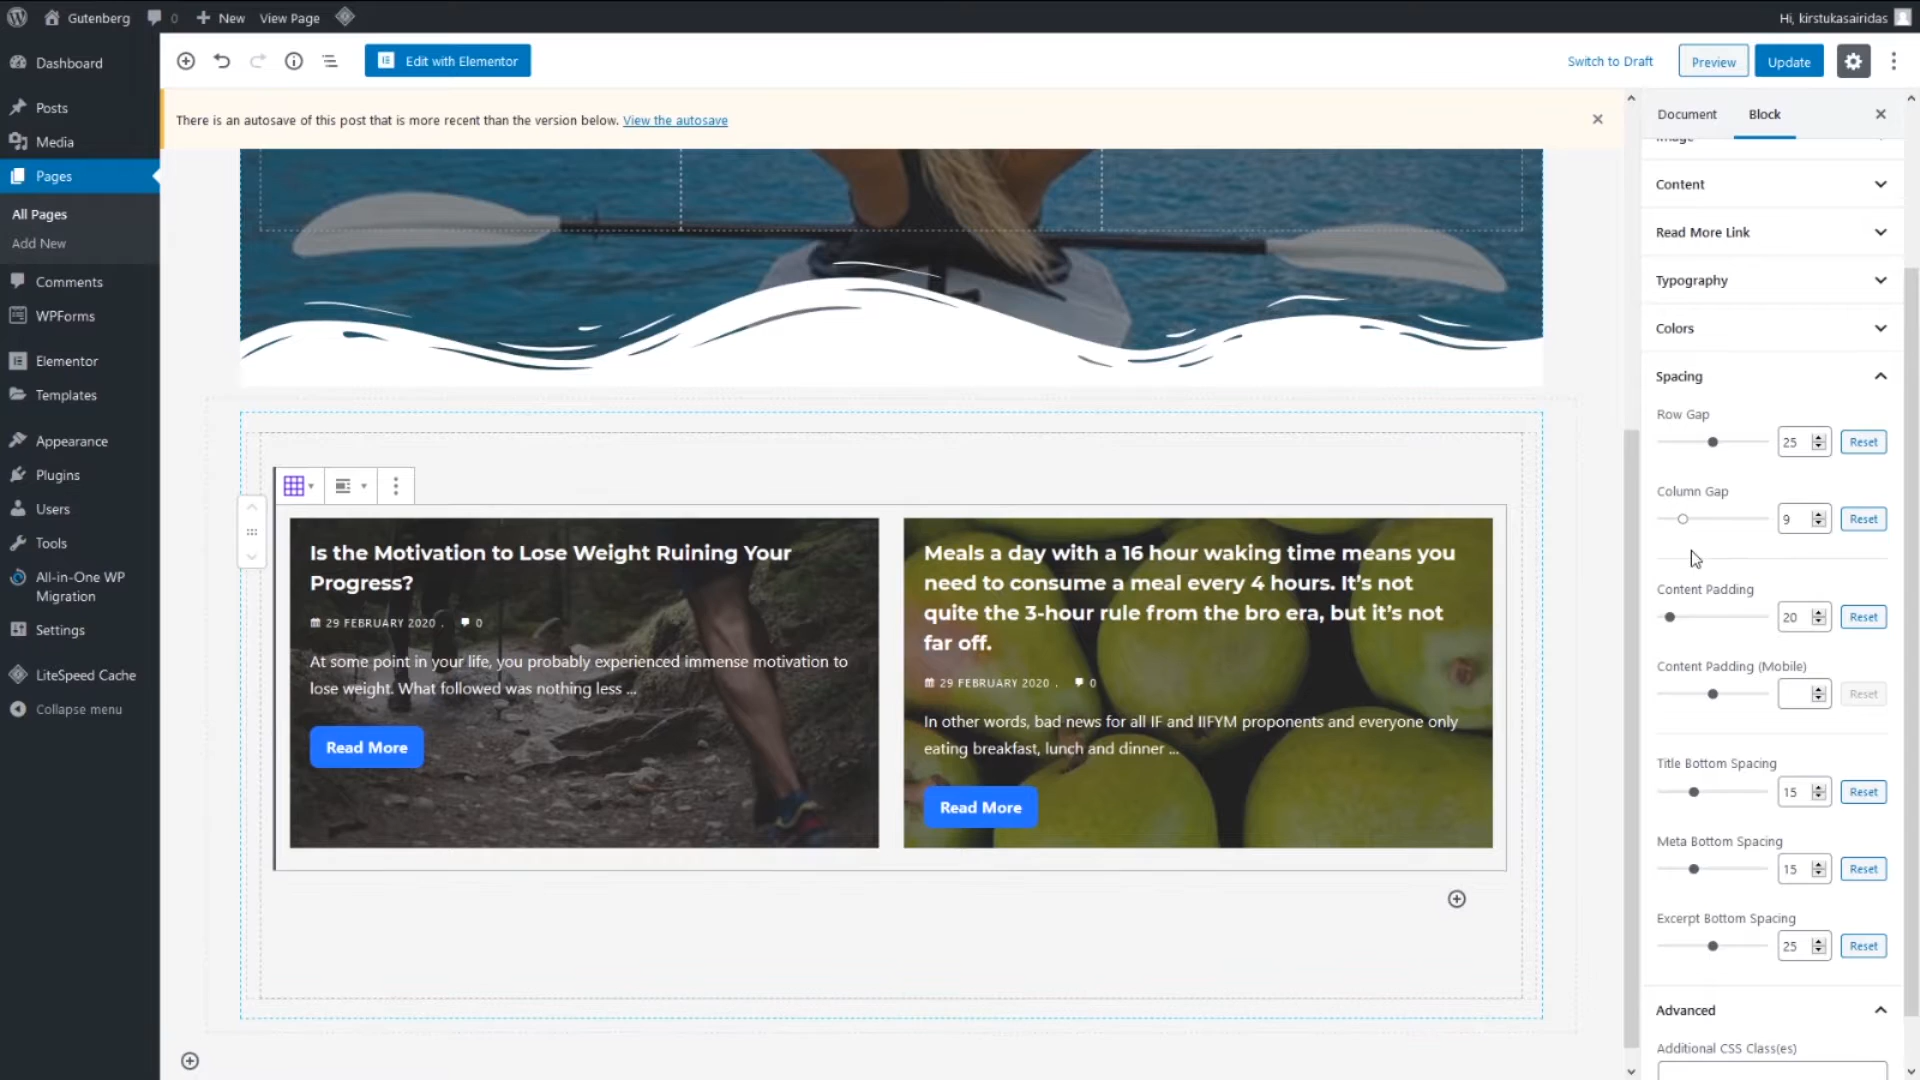 Gutenberg
0
New
View Page
Hi, kirstukasairidas
Dashboard
Posts
Media
Pages
All Pages
Add New
Comments
WPForms
Elementor
Templates
Appearance
Plugins
Users
Tools
All-in-One WP
Migration
Settings
LiteSpeed Cache
Collapse menu
Edit with Elementor
Switch to Draft
Preview
Update
There is an autosave of this post that is more recent than the version below. View the autosave
Is the Motivation to Lose Weight Ruining Your
Progress?
29 FEBRUARY 2020 . 0
At some point in your life, you probably experienced immense motivation to
lose weight. What followed was nothing less ...
Read More
Meals a day with a 16 hour waking time means you
need to consume a meal every 4 hours. It's not
quite the 3-hour rule from the bro era, but it's not
far off.
29 FEBRUARY 2020 . 0
In other words, bad news for all IF and IIFYM proponents and everyone only
eating breakfast, lunch and dinner ...
Read More
Document
Block
Image
Content
Read More Link
Typography
Colors
Spacing
Row Gap
25
Reset
Column Gap
9
Reset
Content Padding
20
Reset
Content Padding (Mobile)
Reset
Title Bottom Spacing
15
Reset
Meta Bottom Spacing
15
Reset
Excerpt Bottom Spacing
25
Reset
Advanced
Additional CSS Class(es)